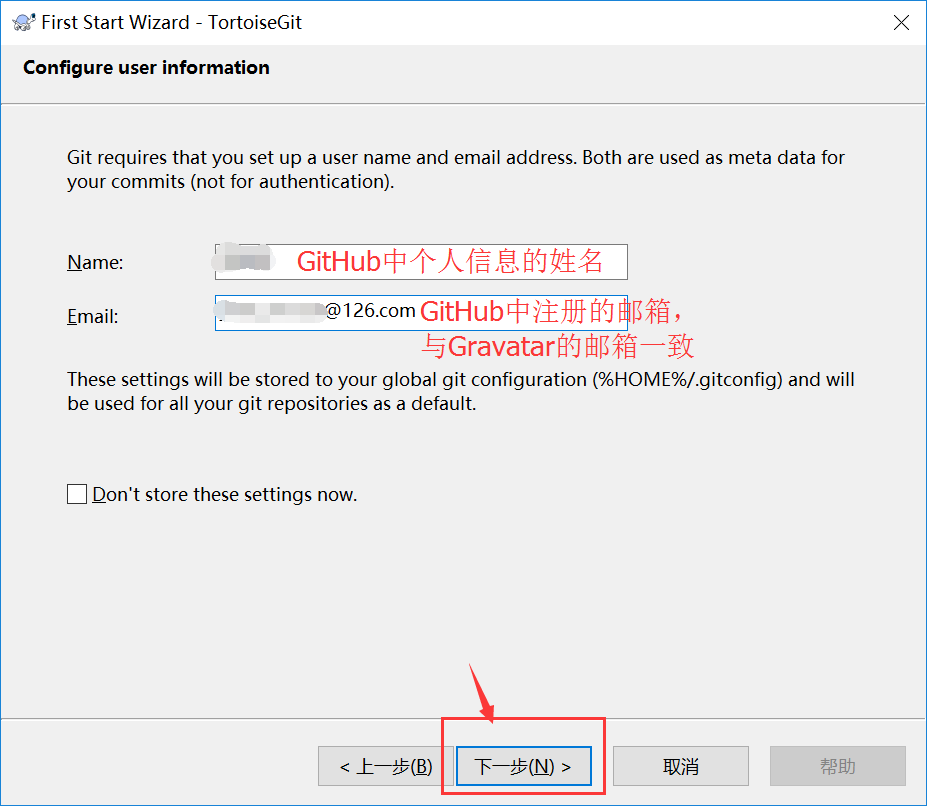 First Start Wizard - TortoiseGit
Configure user information
Git requires that you set up a user name and email address. Both are used as meta data for
your commits (not for authentication).
Name:
GitHub中个人信息的姓名
Email:
@126.com
GitHub中注册的邮箱，
与Gravatar的邮箱一致
These settings will be stored to your global git configuration (%HOME%/.gitconfig) and will
be used for all your git repositories as a default.
Don't store these settings now.
< 上一步(B)
下一步(N) >
取消
帮助